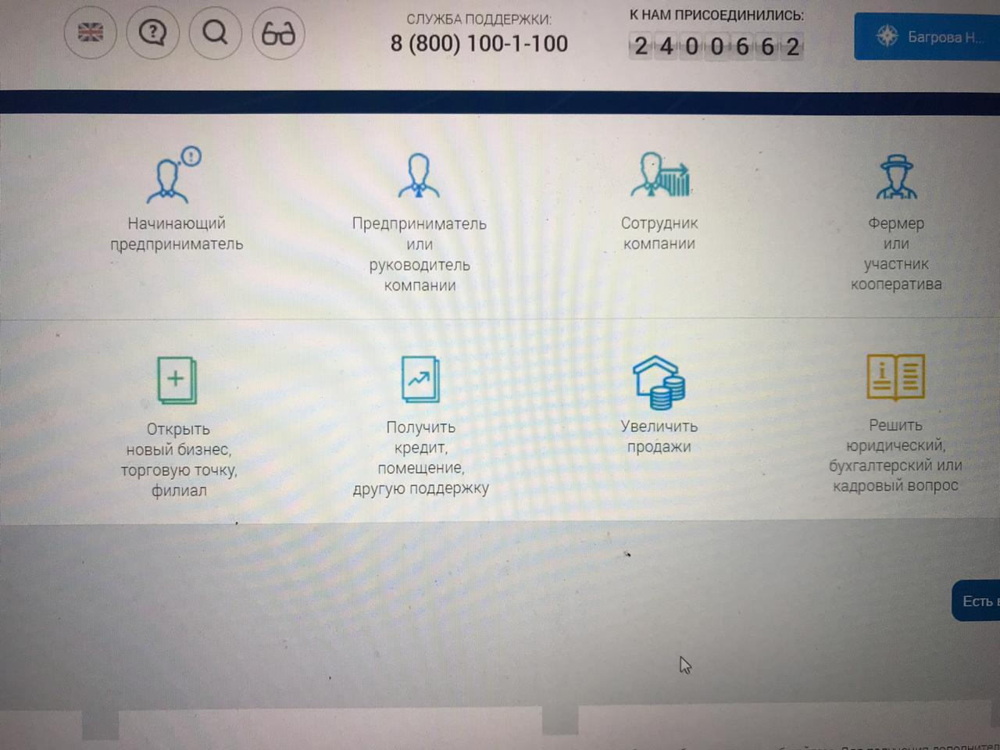 СЛУЖБА ПОДДЕРЖКИ:
8 (800) 100-1-100
К НАМ ПРИСОЕДИНИЛИСЬ:
2400662
Багрова Н...
Начинающий
предприниматель
Предприниматель
или
руководитель
компании
Сотрудник
компании
Фермер
или
участник
кооператива
Открыть
новый бизнес,
торговую точку,
филиал
Получить
кредит,
помещение,
другую поддержку
Увеличить
продажи
Решить
юридический,
бухгалтерский или
кадровый вопрос
Есть